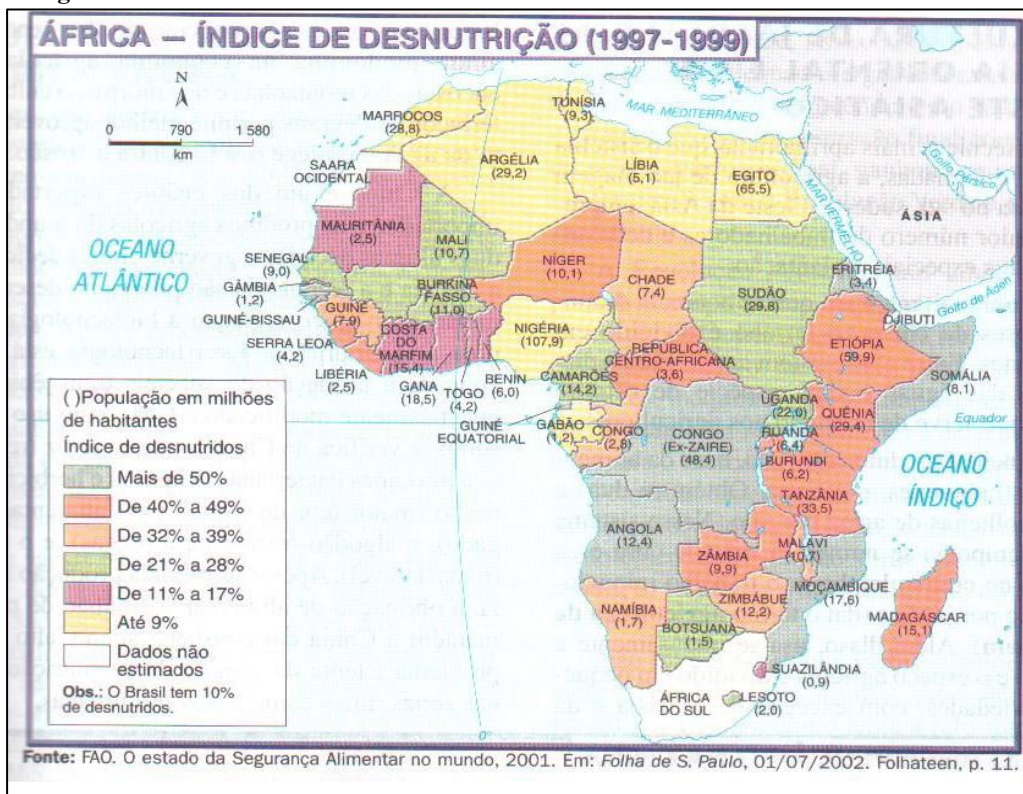 ÁFRICA — ÍNDICE DE DESNUTRIÇÃO (1997-1999)
N
0 790 1 580
km
MARROCOS
(28,8)
TUNÍSIA
(9,3)
MAR MEDITERRÂNEO
ARGÉLIA
(29,2)
LÍBIA
(5,1)
EGITO
(65,5)
Golfo Pérsico
SAARA
OCIDENTAL
MAR VERMELHO
ÁSIA
OCEANO
ATLÂNTICO
MAURITÂNIA
(2,5)
MALI
(10,7)
NÍGER
(10,1)
CHADE
(7,4)
SUDÃO
(29,8)
ERITRÉIA
(3,4)
Golfo de Áden
SENEGAL
(9,0)
GÂMBIA
(1,2)
GUINÉ-BISSAU
GUINÉ
(7,9)
BURKINA
FASSO
(11,0)
DJIBUTI
SERRA LEOA
(4,2)
LIBÉRIA
(2,5)
COSTA
DO
MARFIM
(15,4)
GANA
(18,5)
TOGO
(4,2)
BENIN
(6,0)
NIGÉRIA
(107,9)
CAMARÕES
(14,2)
REPÚBLICA
CENTRO-AFRICANA
(3,6)
ETIÓPIA
(59,9)
SOMÁLIA
(8,1)
GUINÉ
EQUATORIAL
GABÃO
(1,2)
CONGO
(2,8)
CONGO
(Ex-ZAIRE)
(48,4)
UGANDA
(22,0)
QUÊNIA
(29,4)
Equador
RUANDA
(6,4)
BURUNDI
(6,2)
TANZÂNIA
(33,5)
OCEANO
ÍNDICO
ANGOLA
(12,4)
ZÂMBIA
(9,9)
MALÁVI
(10,7)
MOÇAMBIQUE
(17,6)
MADAGÁSCAR
(15,1)
NAMÍBIA
(1,7)
ZIMBÁBUE
(12,2)
BOTSUANA
(1,5)
SUAZILÂNDIA
(0,9)
ÁFRICA
DO SUL
LESOTO
(2,0)
0°
( )População em milhões
de habitantes
Índice de desnutridos
Mais de 50%
De 40% a 49%
De 32% a 39%
De 21% a 28%
De 11% a 17%
Até 9%
Dados não
estimados
Obs.: O Brasil tem 10%
de desnutridos.
Fonte: FAO. O estado da Segurança Alimentar no mundo, 2001. Em: Folha de S. Paulo, 01/07/2002. Folhateen, p. 11.